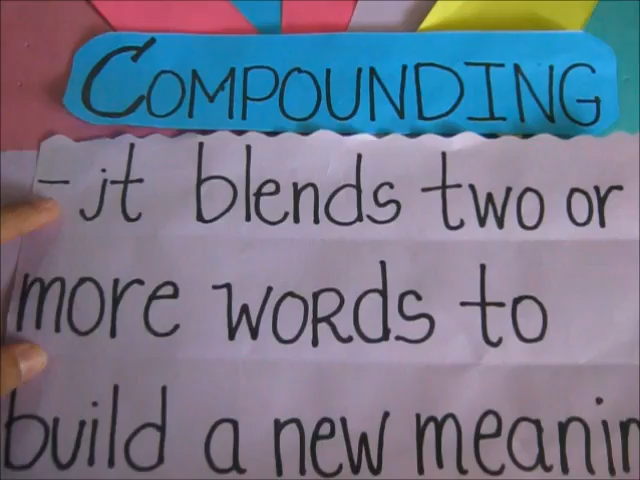 COMPOUNDING
- it blends two or
more words to
build a new meanin